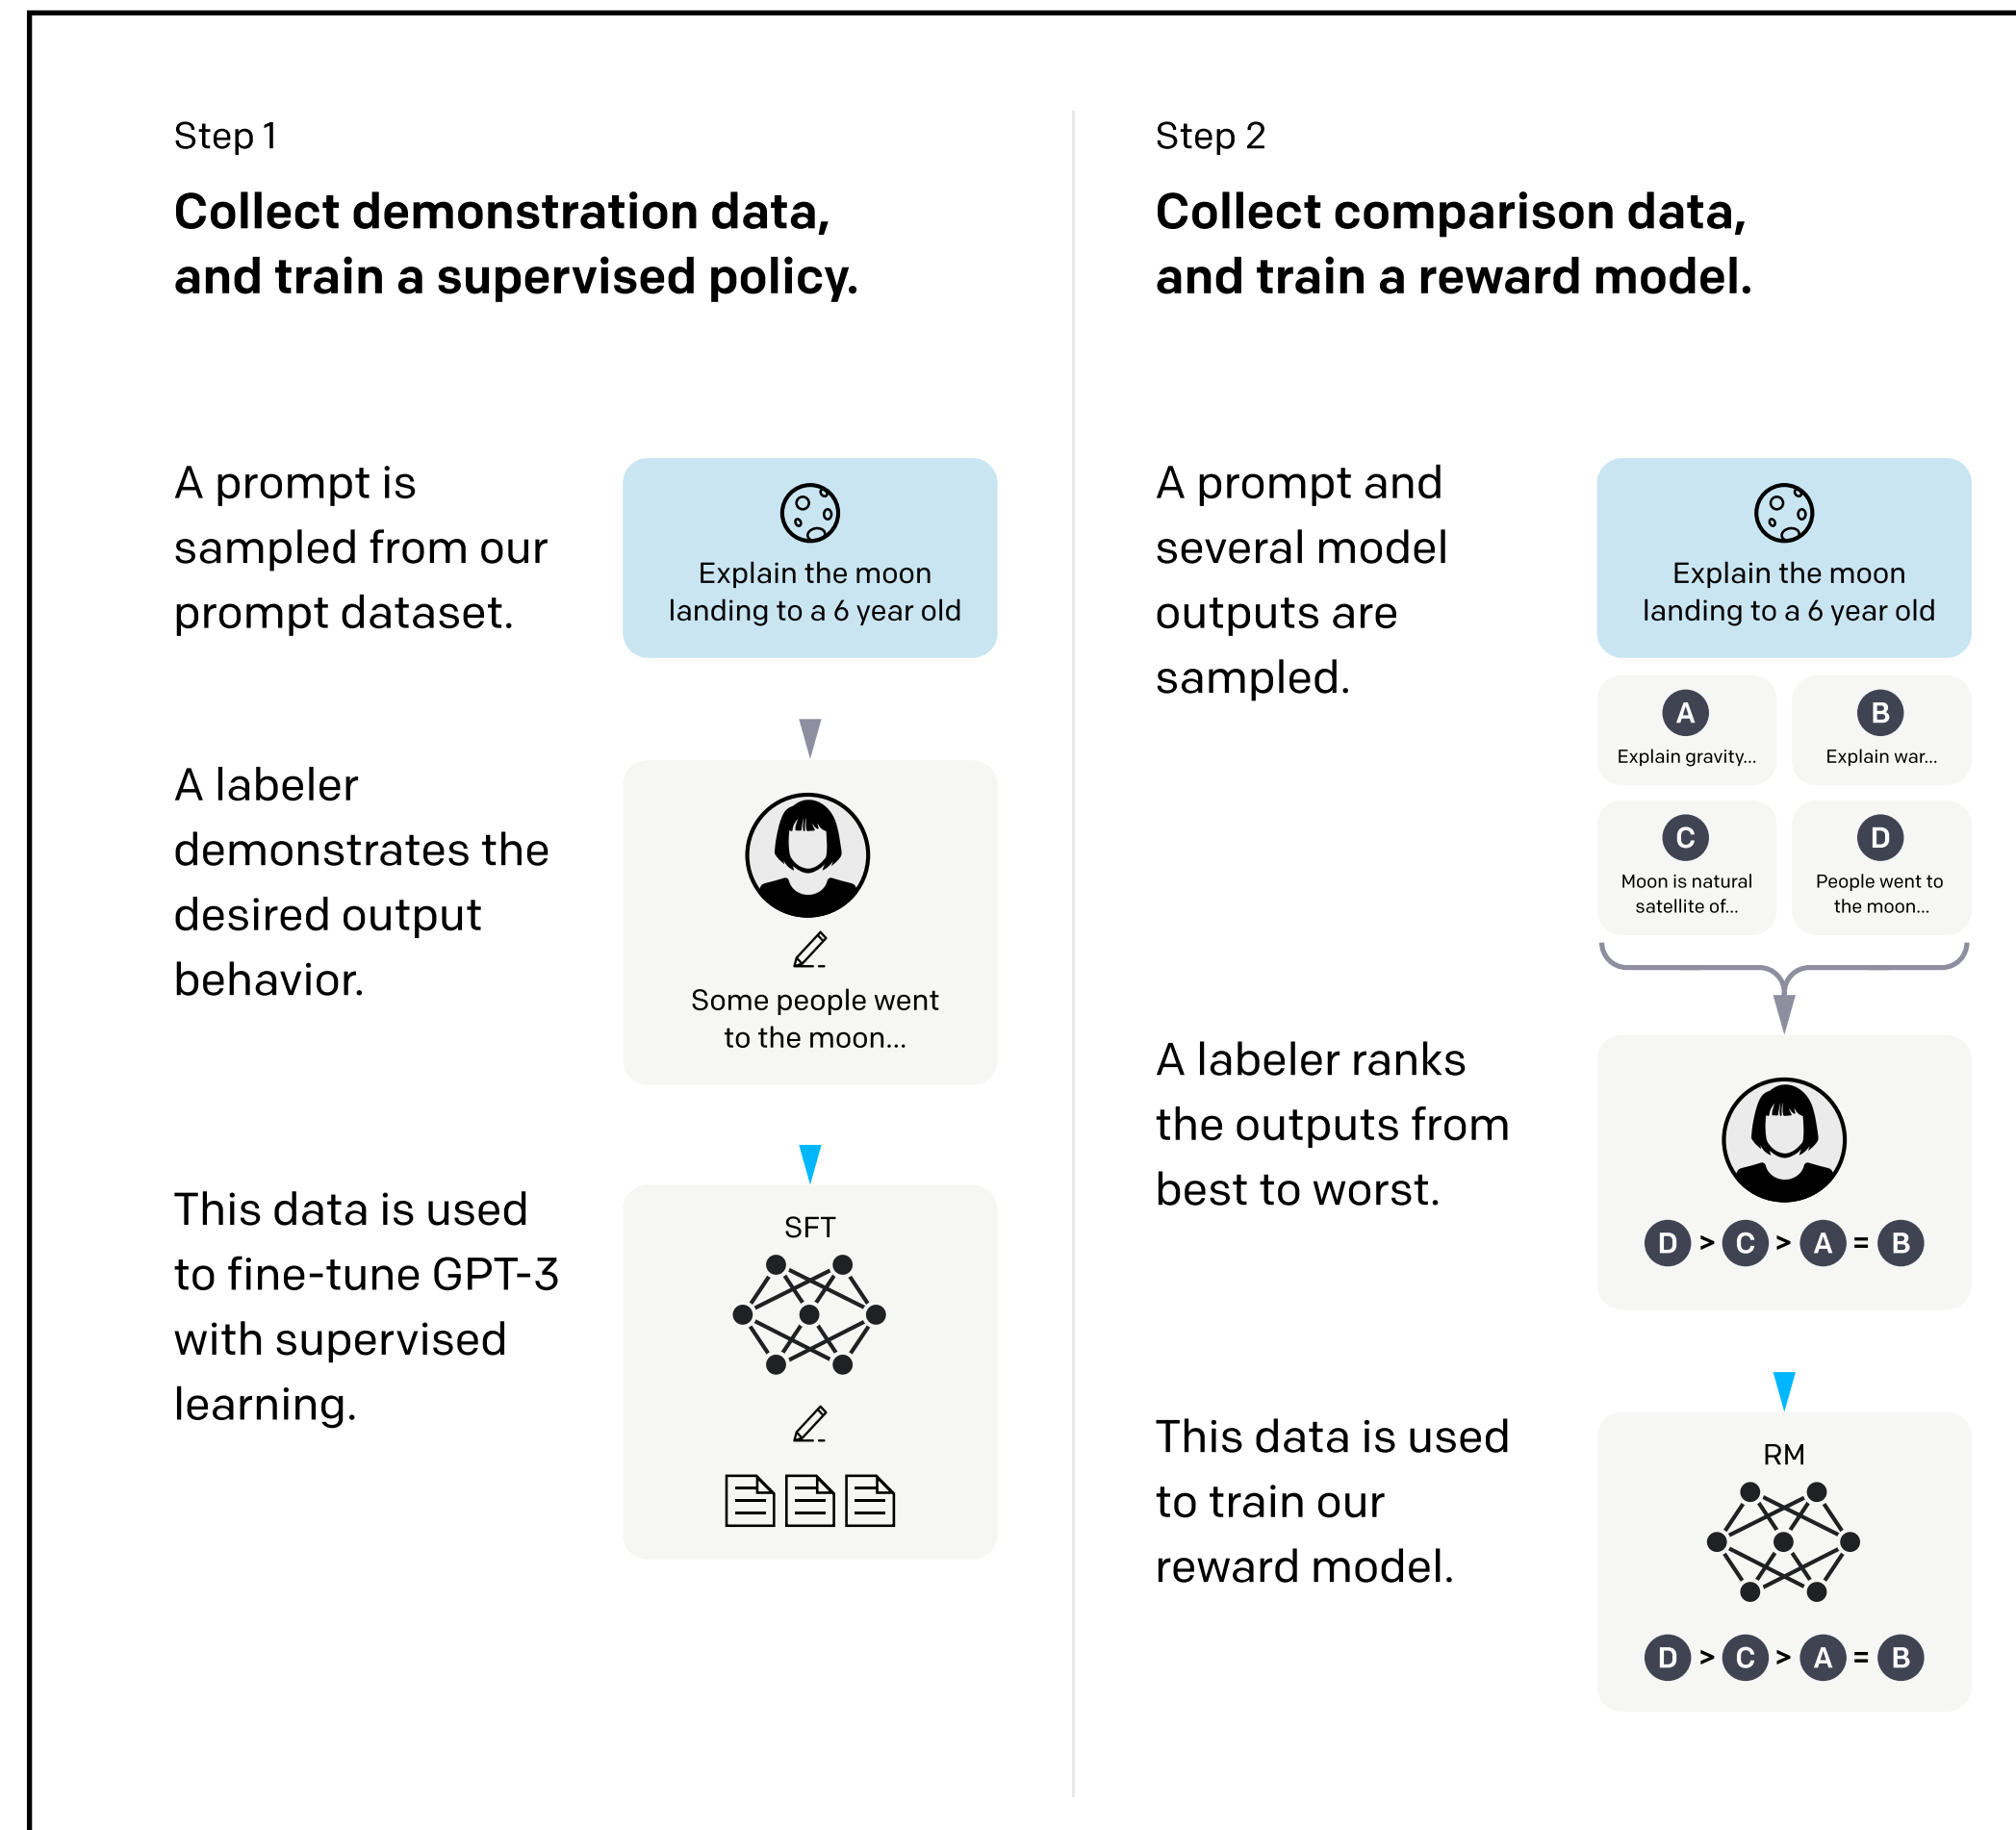 Step 1
Collect demonstration data,
and train a supervised policy.
A prompt is
sampled from our
prompt dataset.
Explain the moon
landing to a 6 year old
A labeler
demonstrates the
desired output
behavior.
Some people went
to the moon...
This data is used
to fine-tune GPT-3
with supervised
learning.
SFT
Step 2
Collect comparison data,
and train a reward model.
A prompt and
several model
outputs are
sampled.
Explain the moon
landing to a 6 year old
A
Explain gravity...
B
Explain war...
C
Moon is natural
satellite of...
D
People went to
the moon...
A labeler ranks
the outputs from
best to worst.
D > C > A = B
This data is used
to train our
reward model.
RM
D > C > A = B